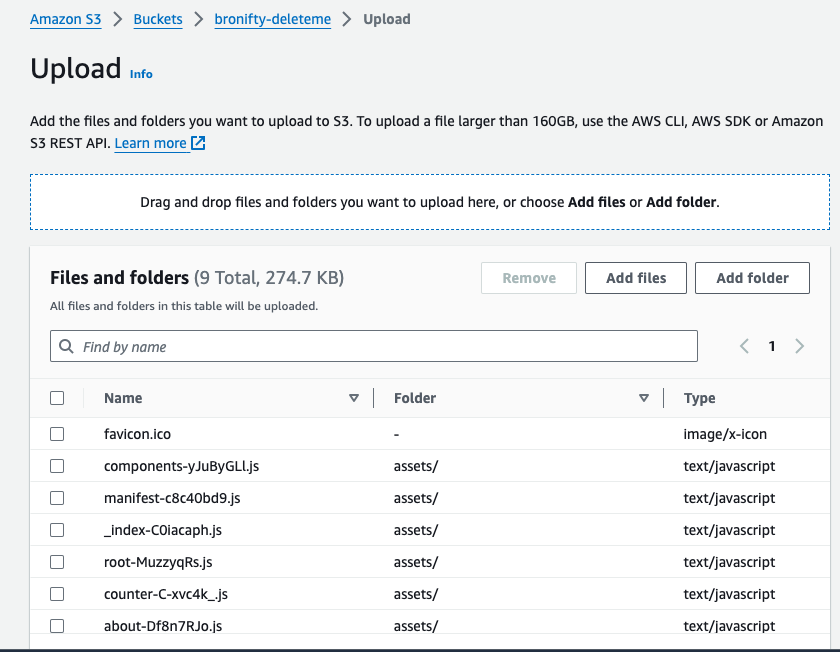 Amazon S3 > Buckets > bronifty-deleteme > Upload
Upload Info
Add the files and folders you want to upload to S3. To upload a file larger than 160GB, use the AWS CLI, AWS SDK or Amazon
S3 REST API. Learn more
Drag and drop files and folders you want to upload here, or choose Add files or Add folder.
Files and folders (9 Total, 274.7 KB) Remove Add files Add folder
All files and folders in this table will be uploaded.
Find by name < 1 >
Name Folder Type
favicon.ico - image/x-icon
components-yJuByGLl.js assets/ text/javascript
manifest-c8c40bd9.js assets/ text/javascript
_index-C0iacaph.js assets/ text/javascript
root-MuzzyqRs.js assets/ text/javascript
counter-C-xvc4k_.js assets/ text/javascript
about-Df8n7RJo.js assets/ text/javascript